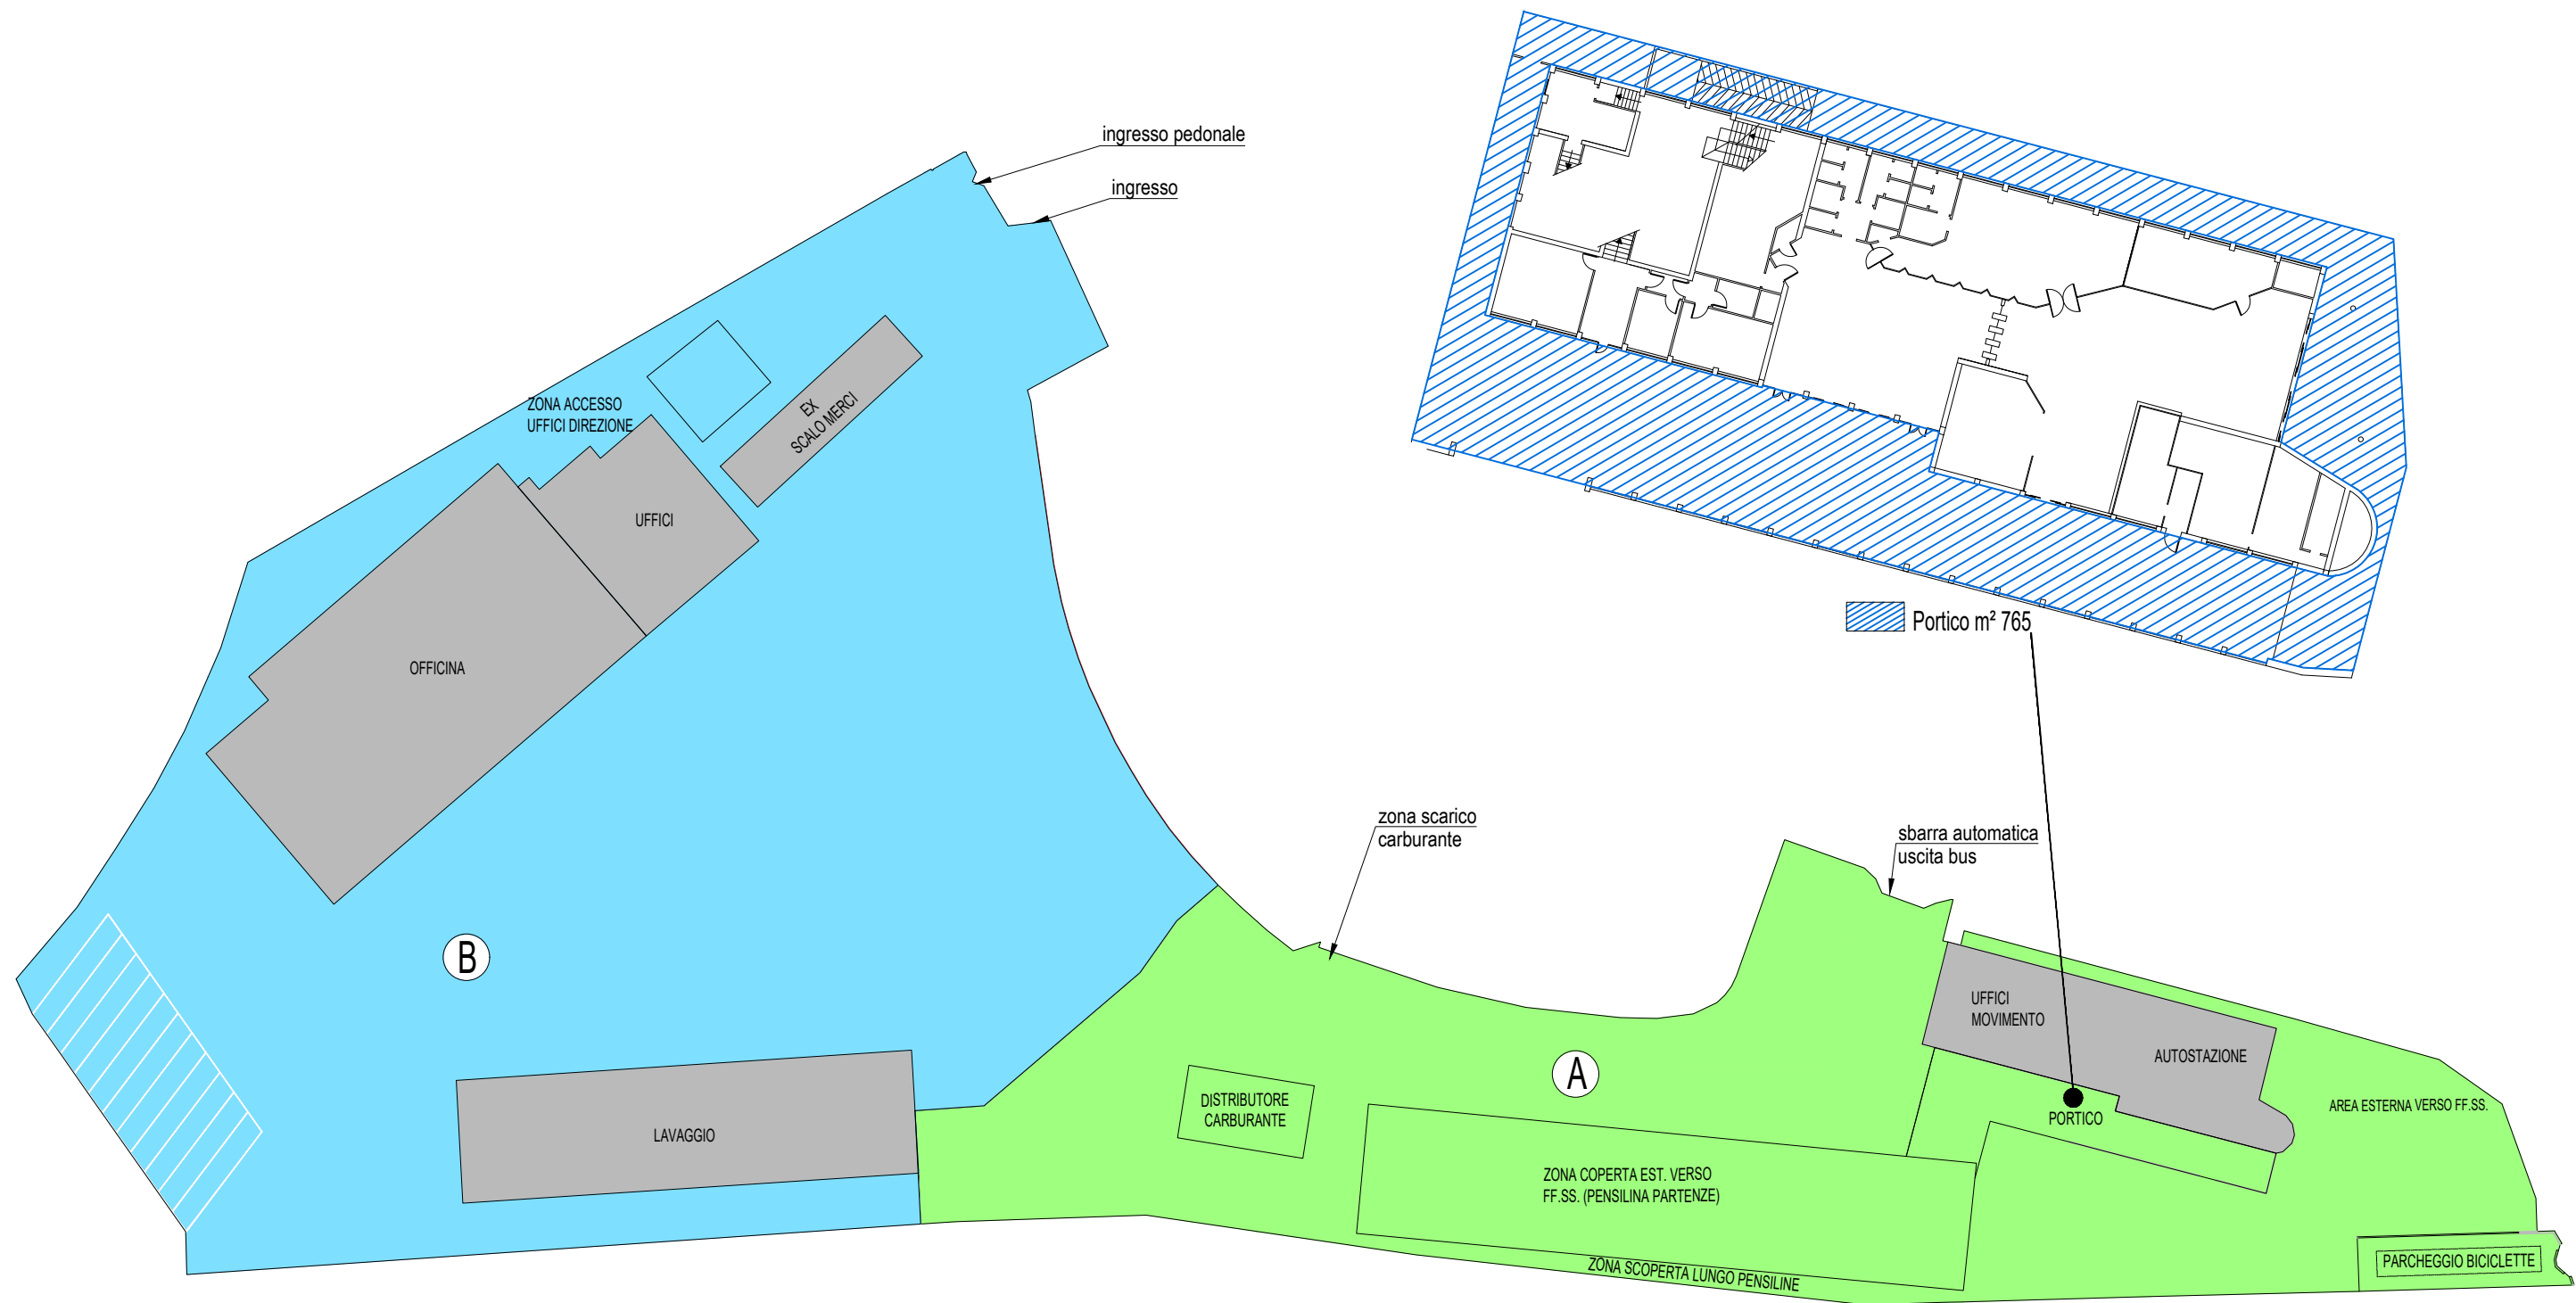 ingresso pedonale
ingresso
ZONA ACCESSO
UFFICI DIREZIONE
EX
SCALO MERCI
UFFICI
OFFICINA
Portico m² 765
zona scarico
carburante
sbarra automatica
uscita bus
B
A
UFFICI
MOVIMENTO
AUTOSTAZIONE
PORTICO
AREA ESTERNA VERSO FF.SS.
DISTRIBUTORE
CARBURANTE
LAVAGGIO
ZONA COPERTA EST. VERSO
FF.SS. (PENSILINA PARTENZE)
ZONA SCOPERTA LUNGO PENSILINE
PARCHEGGIO BICICLETTE